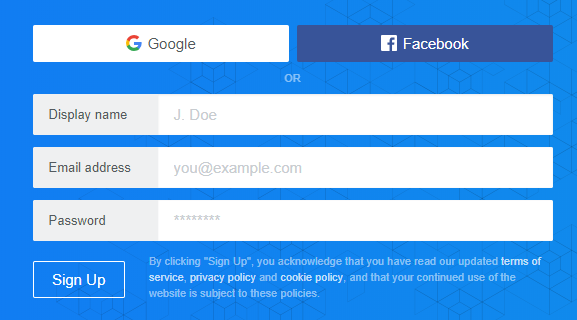 Google
Facebook
OR
Display name
J. Doe
Email address
you@example.com
Password
********
Sign Up
By clicking "Sign Up", you acknowledge that you have read our updated terms of
service, privacy policy and cookie policy, and that your continued use of the
website is subject to these policies.